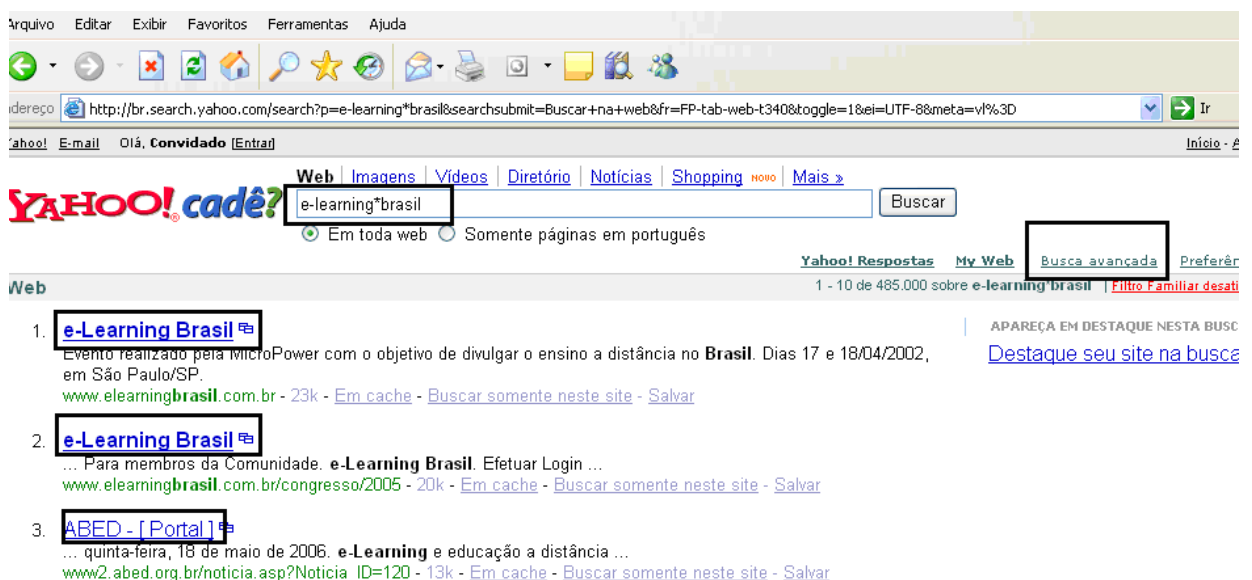 Arquivo Editar Exibir Favoritos Ferramentas Ajuda
http://br.search.yahoo.com/search?p=e-learning*brasil&searchsubmit=Buscar+na+web&fr=FP-tab-web-t340&toggle=1&ei=UTF-8&meta=vl%3D Ir
Yahoo! E-mail Olá, Convidado [Entrar] Início -
Web | Imagens | Vídeos | Diretório | Notícias | Shopping NOVO | Mais »
YAHOO! cadê? e-learning*brasil Buscar
Em toda web Somente páginas em português
Yahoo! Respostas My Web Busca avançada
Web 1 - 10 de 485.000 sobre e-learning*brasil | Filtro Familiar
1. e-Learning Brasil
Evento realizado pela MicroPower com o objetivo de divulgar o ensino a distância no Brasil. Dias 17 e 18/04/2002,
em São Paulo/SP.
www.elearningbrasil.com.br - 23k - Em cache - Buscar somente neste site - Salvar
APAREÇA EM DESTAQUE NESTA BUSC
Destaque seu site na busca
2. e-Learning Brasil
... Para membros da Comunidade. e-Learning Brasil. Efetuar Login ...
www.elearningbrasil.com.br/congresso/2005 - 20k - Em cache - Buscar somente neste site - Salvar
3. ABED - [ Portal ]
... quinta-feira, 18 de maio de 2006. e-Learning e educação a distância ...
www2.abed.org.br/noticia.asp?Noticia_ID=120 - 13k - Em cache - Buscar somente neste site - Salvar